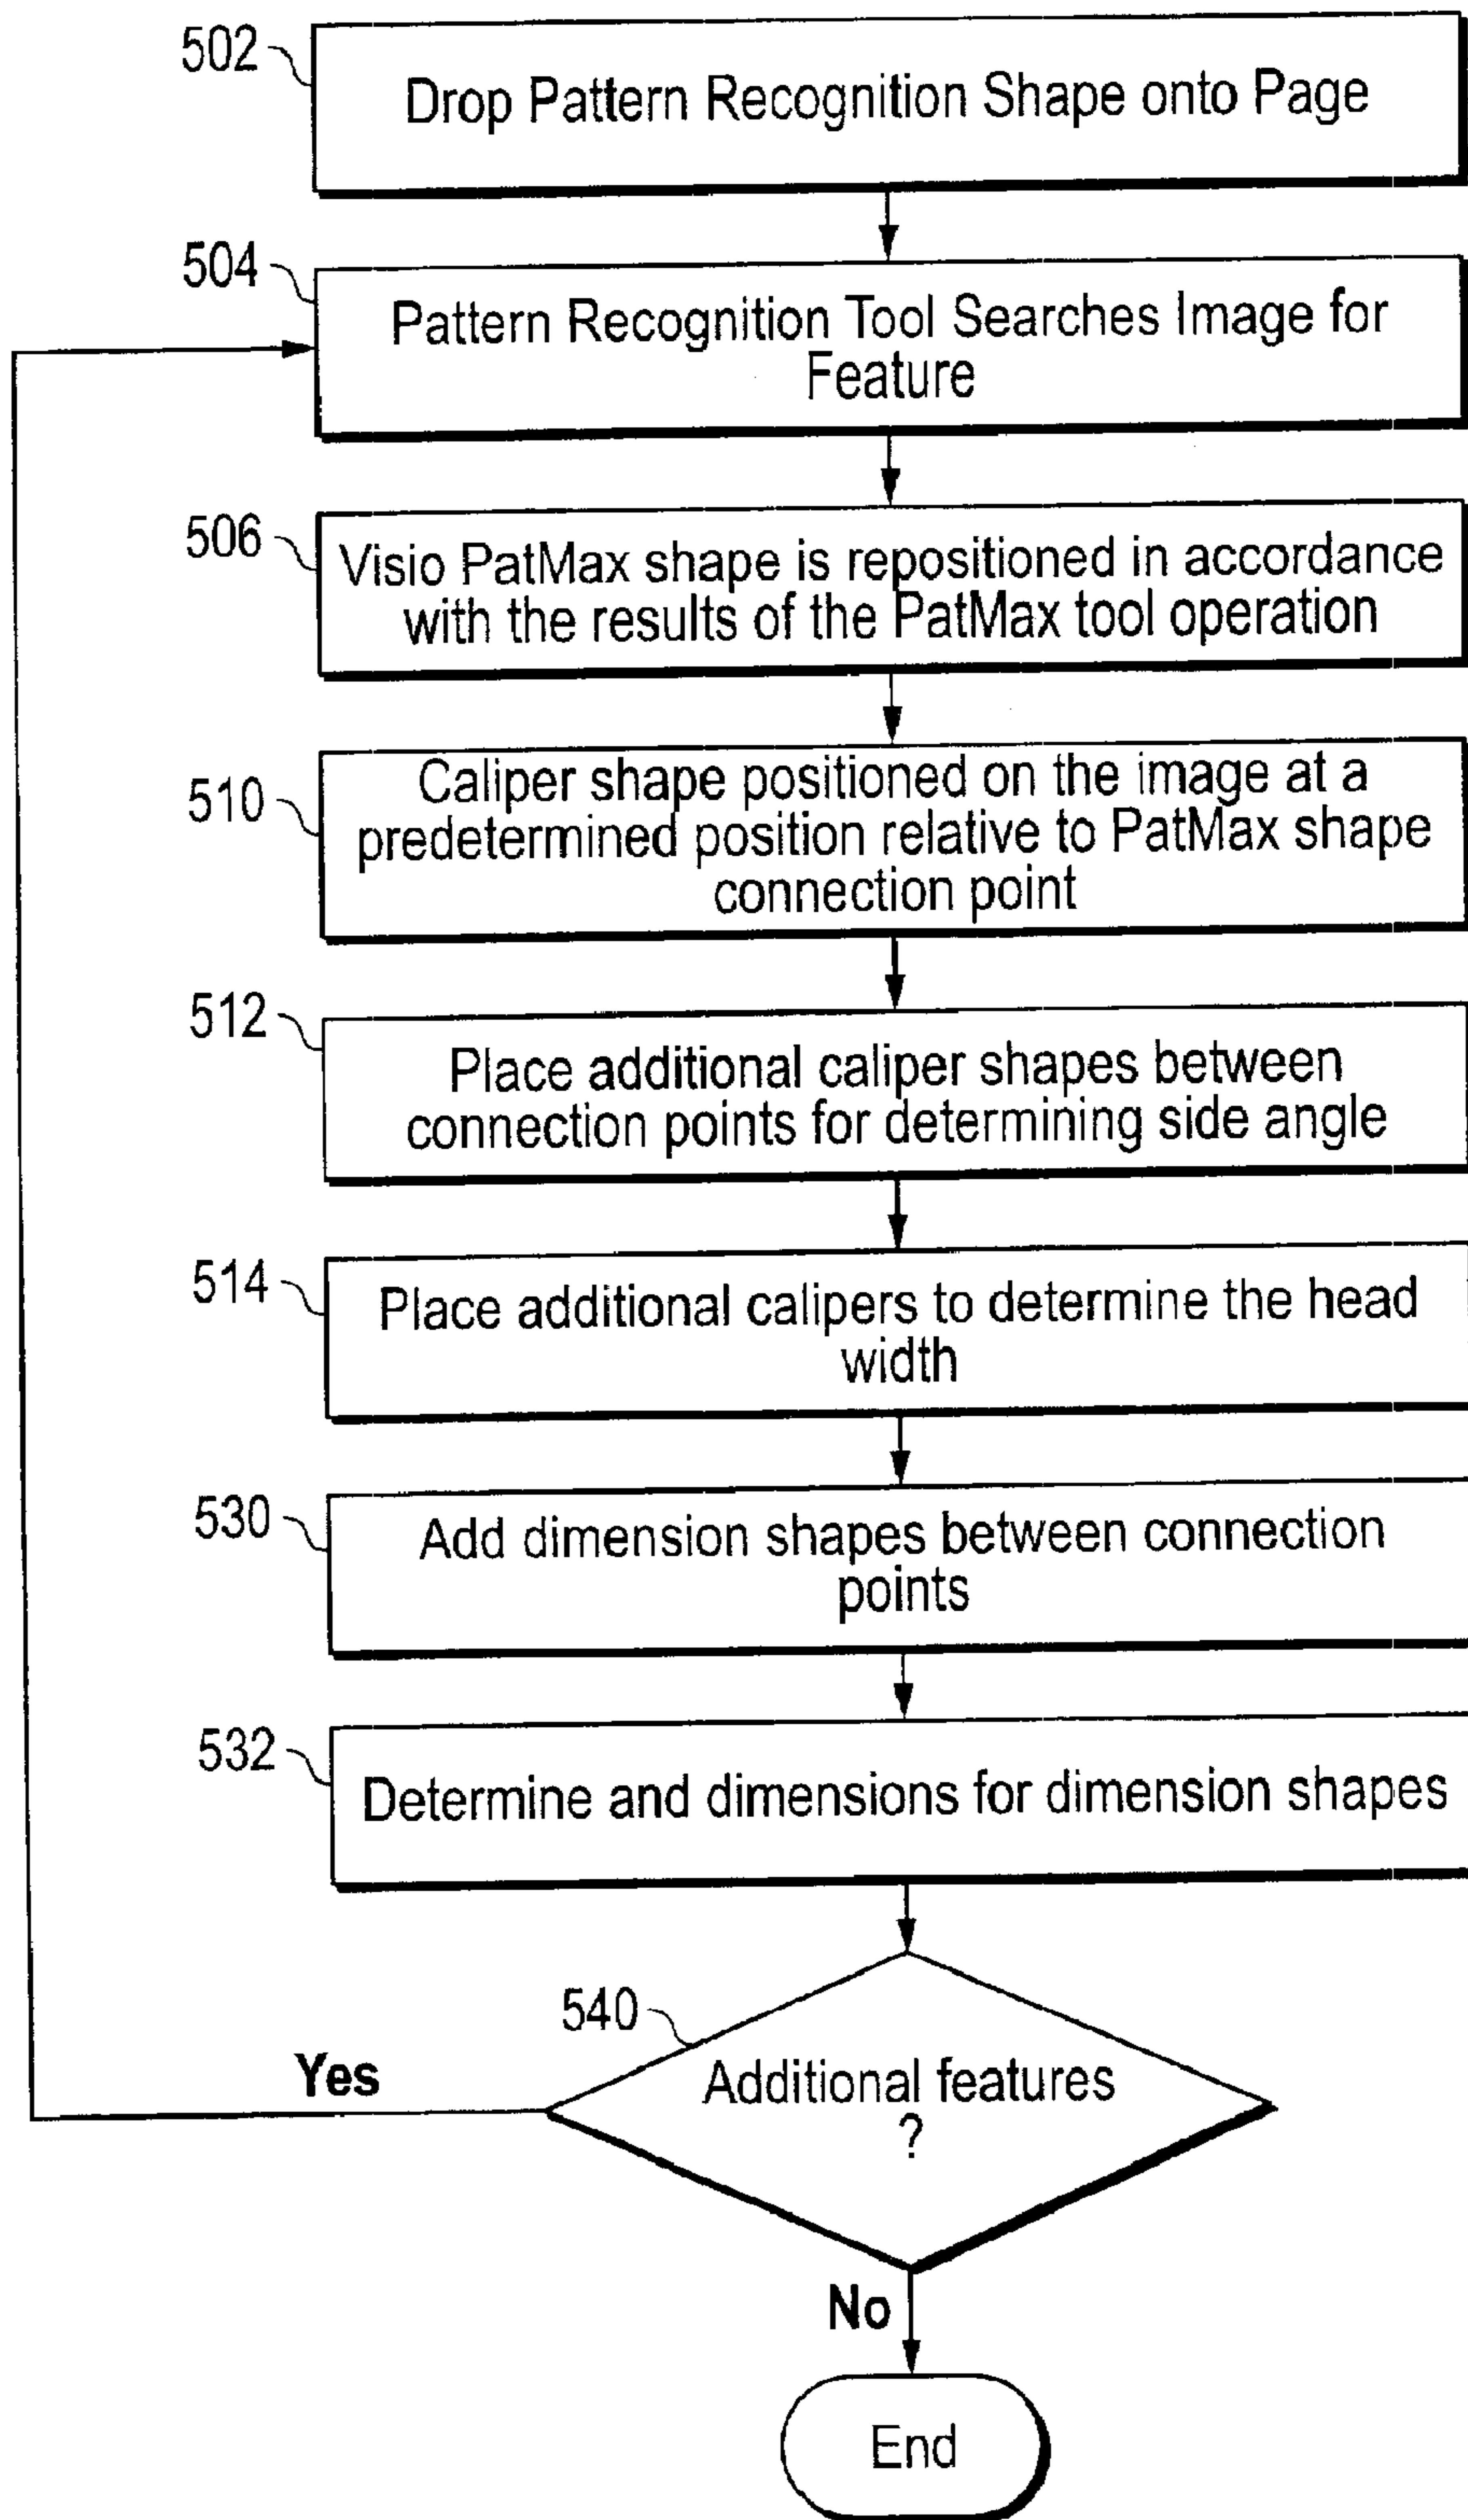 502
Drop Pattern Recognition Shape onto Page
504
Pattern Recognition Tool Searches Image for
Feature
506
Visio PatMax shape is repositioned in accordance
with the results of the PatMax tool operation
510
Caliper shape positioned on the image at a
predetermined position relative to PatMax shape
connection point
512
Place additional caliper shapes between
connection points for determining side angle
514
Place additional calipers to determine the head
width
530
Add dimension shapes between connection
points
532
Determine and dimensions for dimension shapes
540
Additional features
?
Yes
No
End